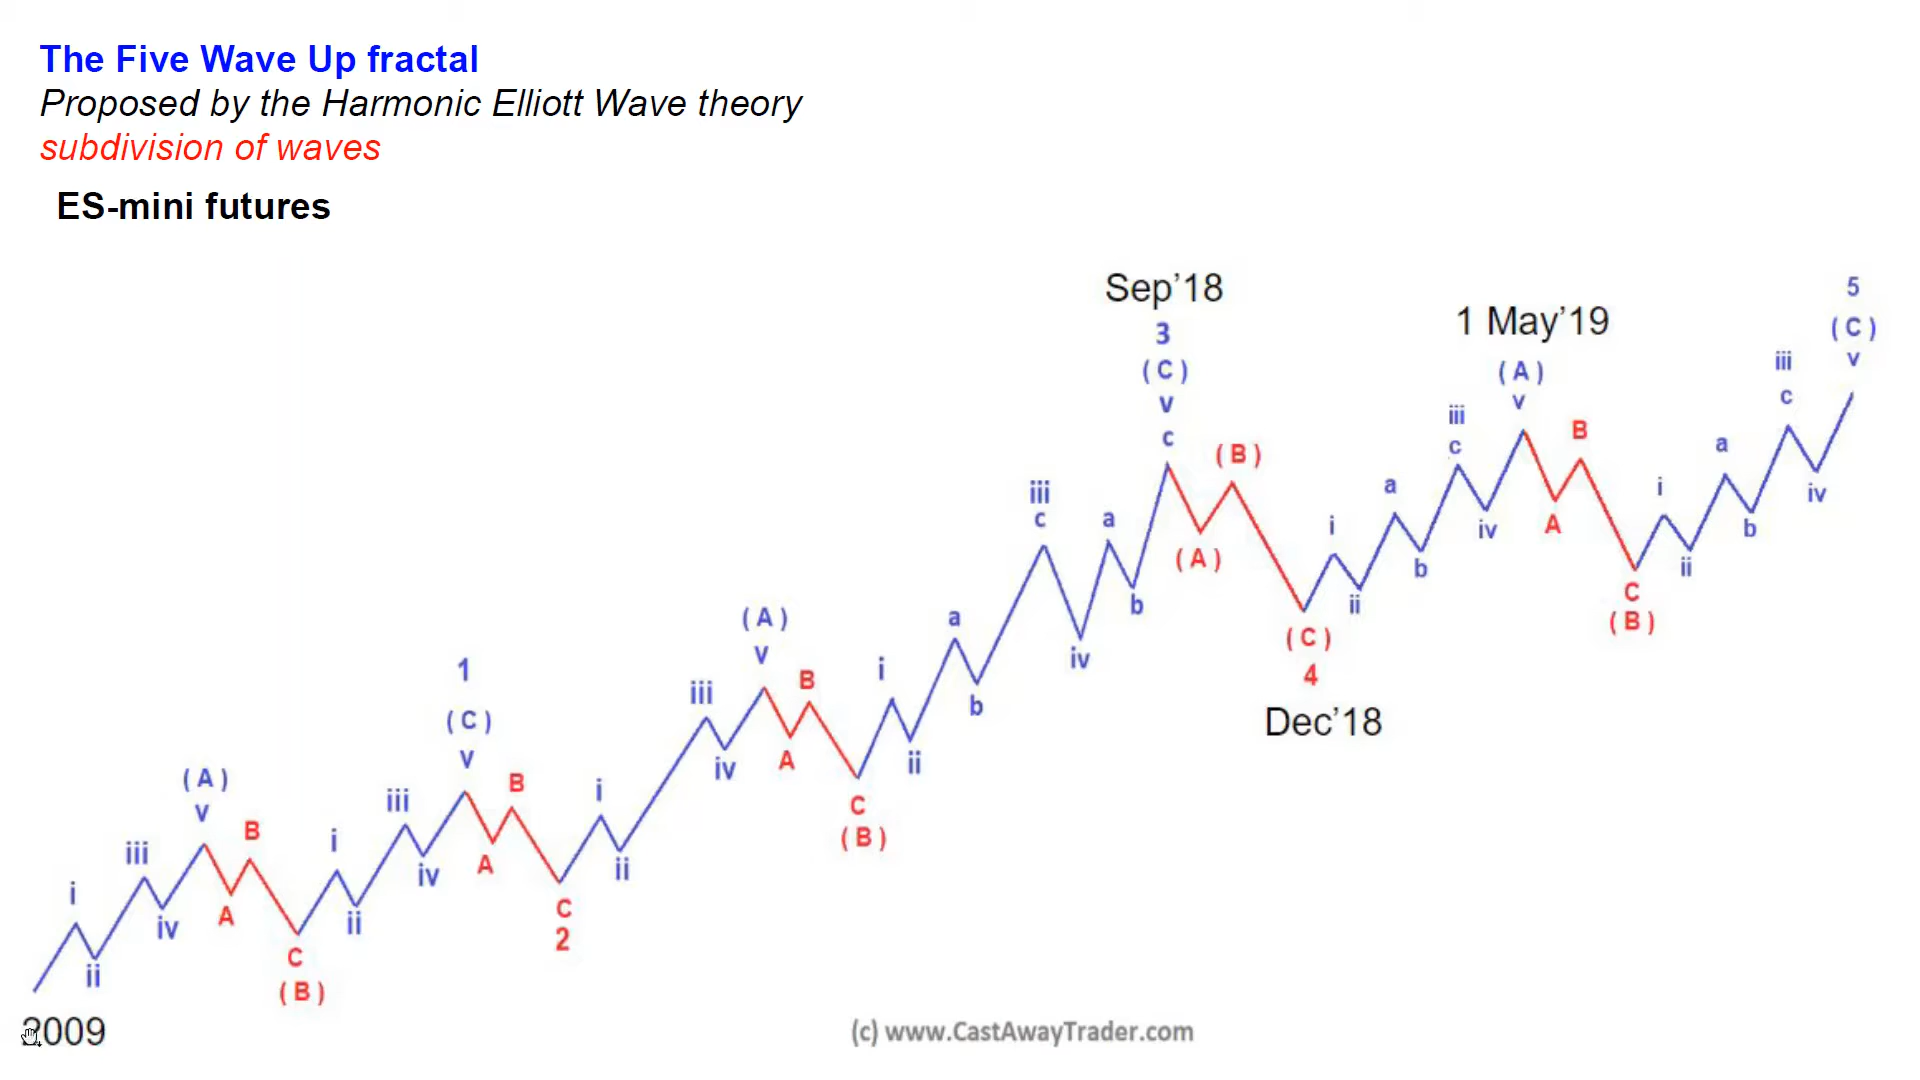 The Five Wave Up fractal
Proposed by the Harmonic Elliott Wave theory
subdivision of waves
ES-mini futures
Sep’18
3
( C )
v
c
1 May’19
( A )
v
5
( C )
v
iii
c
iii
c
B
( B )
a
a
i
iv
iii
c
a
i
iv
A
b
( A )
b
ii
b
ii
C
( B )
iv
( C )
4
Dec’18
( A )
v
a
1
( C )
v
iii
B
i
b
iv
A
ii
C
( B )
( A )
v
B
iii
i
iii
B
i
iv
A
ii
C
2
i
iv
A
ii
ii
C
( B )
2009
(c) www.CastAwayTrader.com